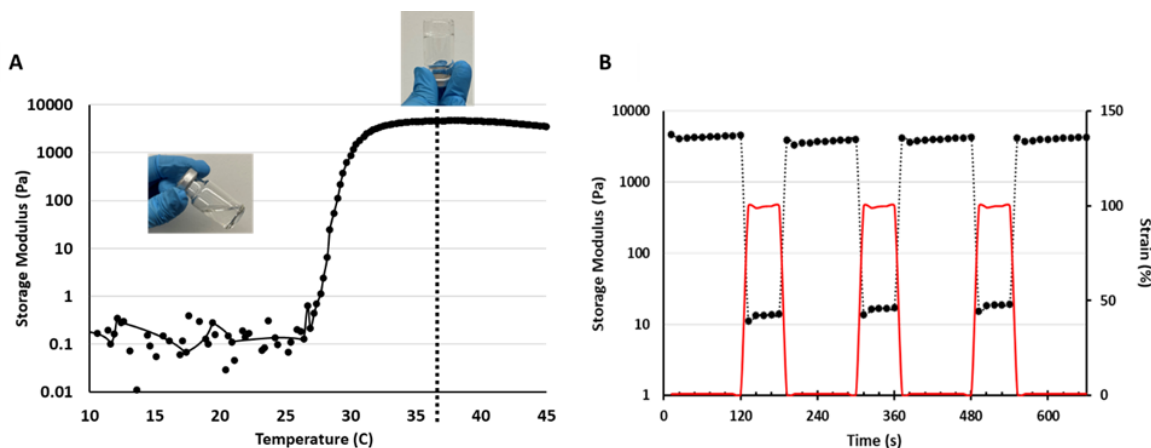 A
Storage Modulus (Pa)
10000
1000
100
10
1
0.1
0.01
10 15 20 25 30 35 40 45
Temperature (C)
B
Storage Modulus (Pa)
10000
1000
100
10
1
150
100
50
0
Strain (%)
0 120 240 360 480 600
Time (s)